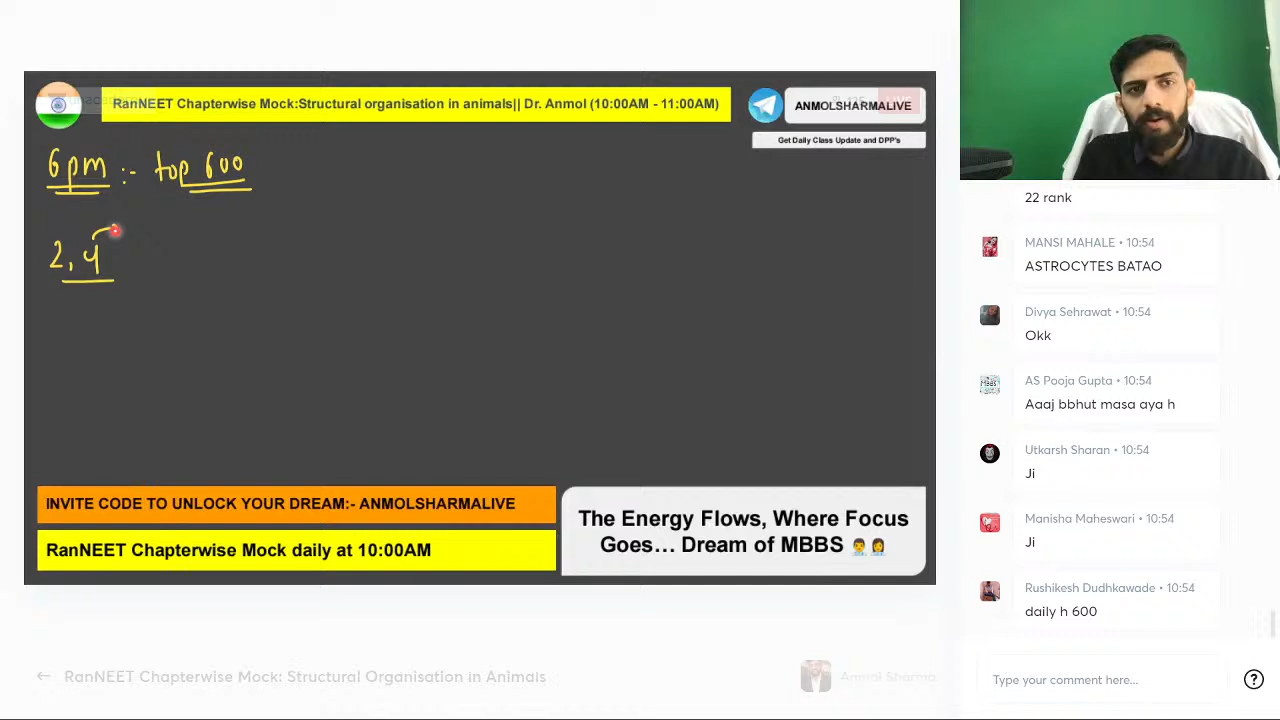 RanNEET Chapterwise Mock:Structural organisation in animals|| Dr. Anmol (10:00AM - 11:00AM)
ANMOLSHARMALIVE
Get Daily Class Update and DPP's
6pm :- top 600
2, 4
INVITE CODE TO UNLOCK YOUR DREAM:- ANMOLSHARMALIVE
RanNEET Chapterwise Mock daily at 10:00AM
The Energy Flows, Where Focus
Goes... Dream of MBBS
← RanNEET Chapterwise Mock: Structural Organisation in Animals
Anmol Sharma
22 rank
MANSI MAHALE • 10:54
ASTROCYTES BATAO
Divya Sehrawat • 10:54
Okk
AS Pooja Gupta • 10:54
Aaaj bbhut masa aya h
Utkarsh Sharan • 10:54
Ji
Manisha Maheswari • 10:54
Ji
Rushikesh Dudhkawade • 10:54
daily h 600
Type your comment here...
?